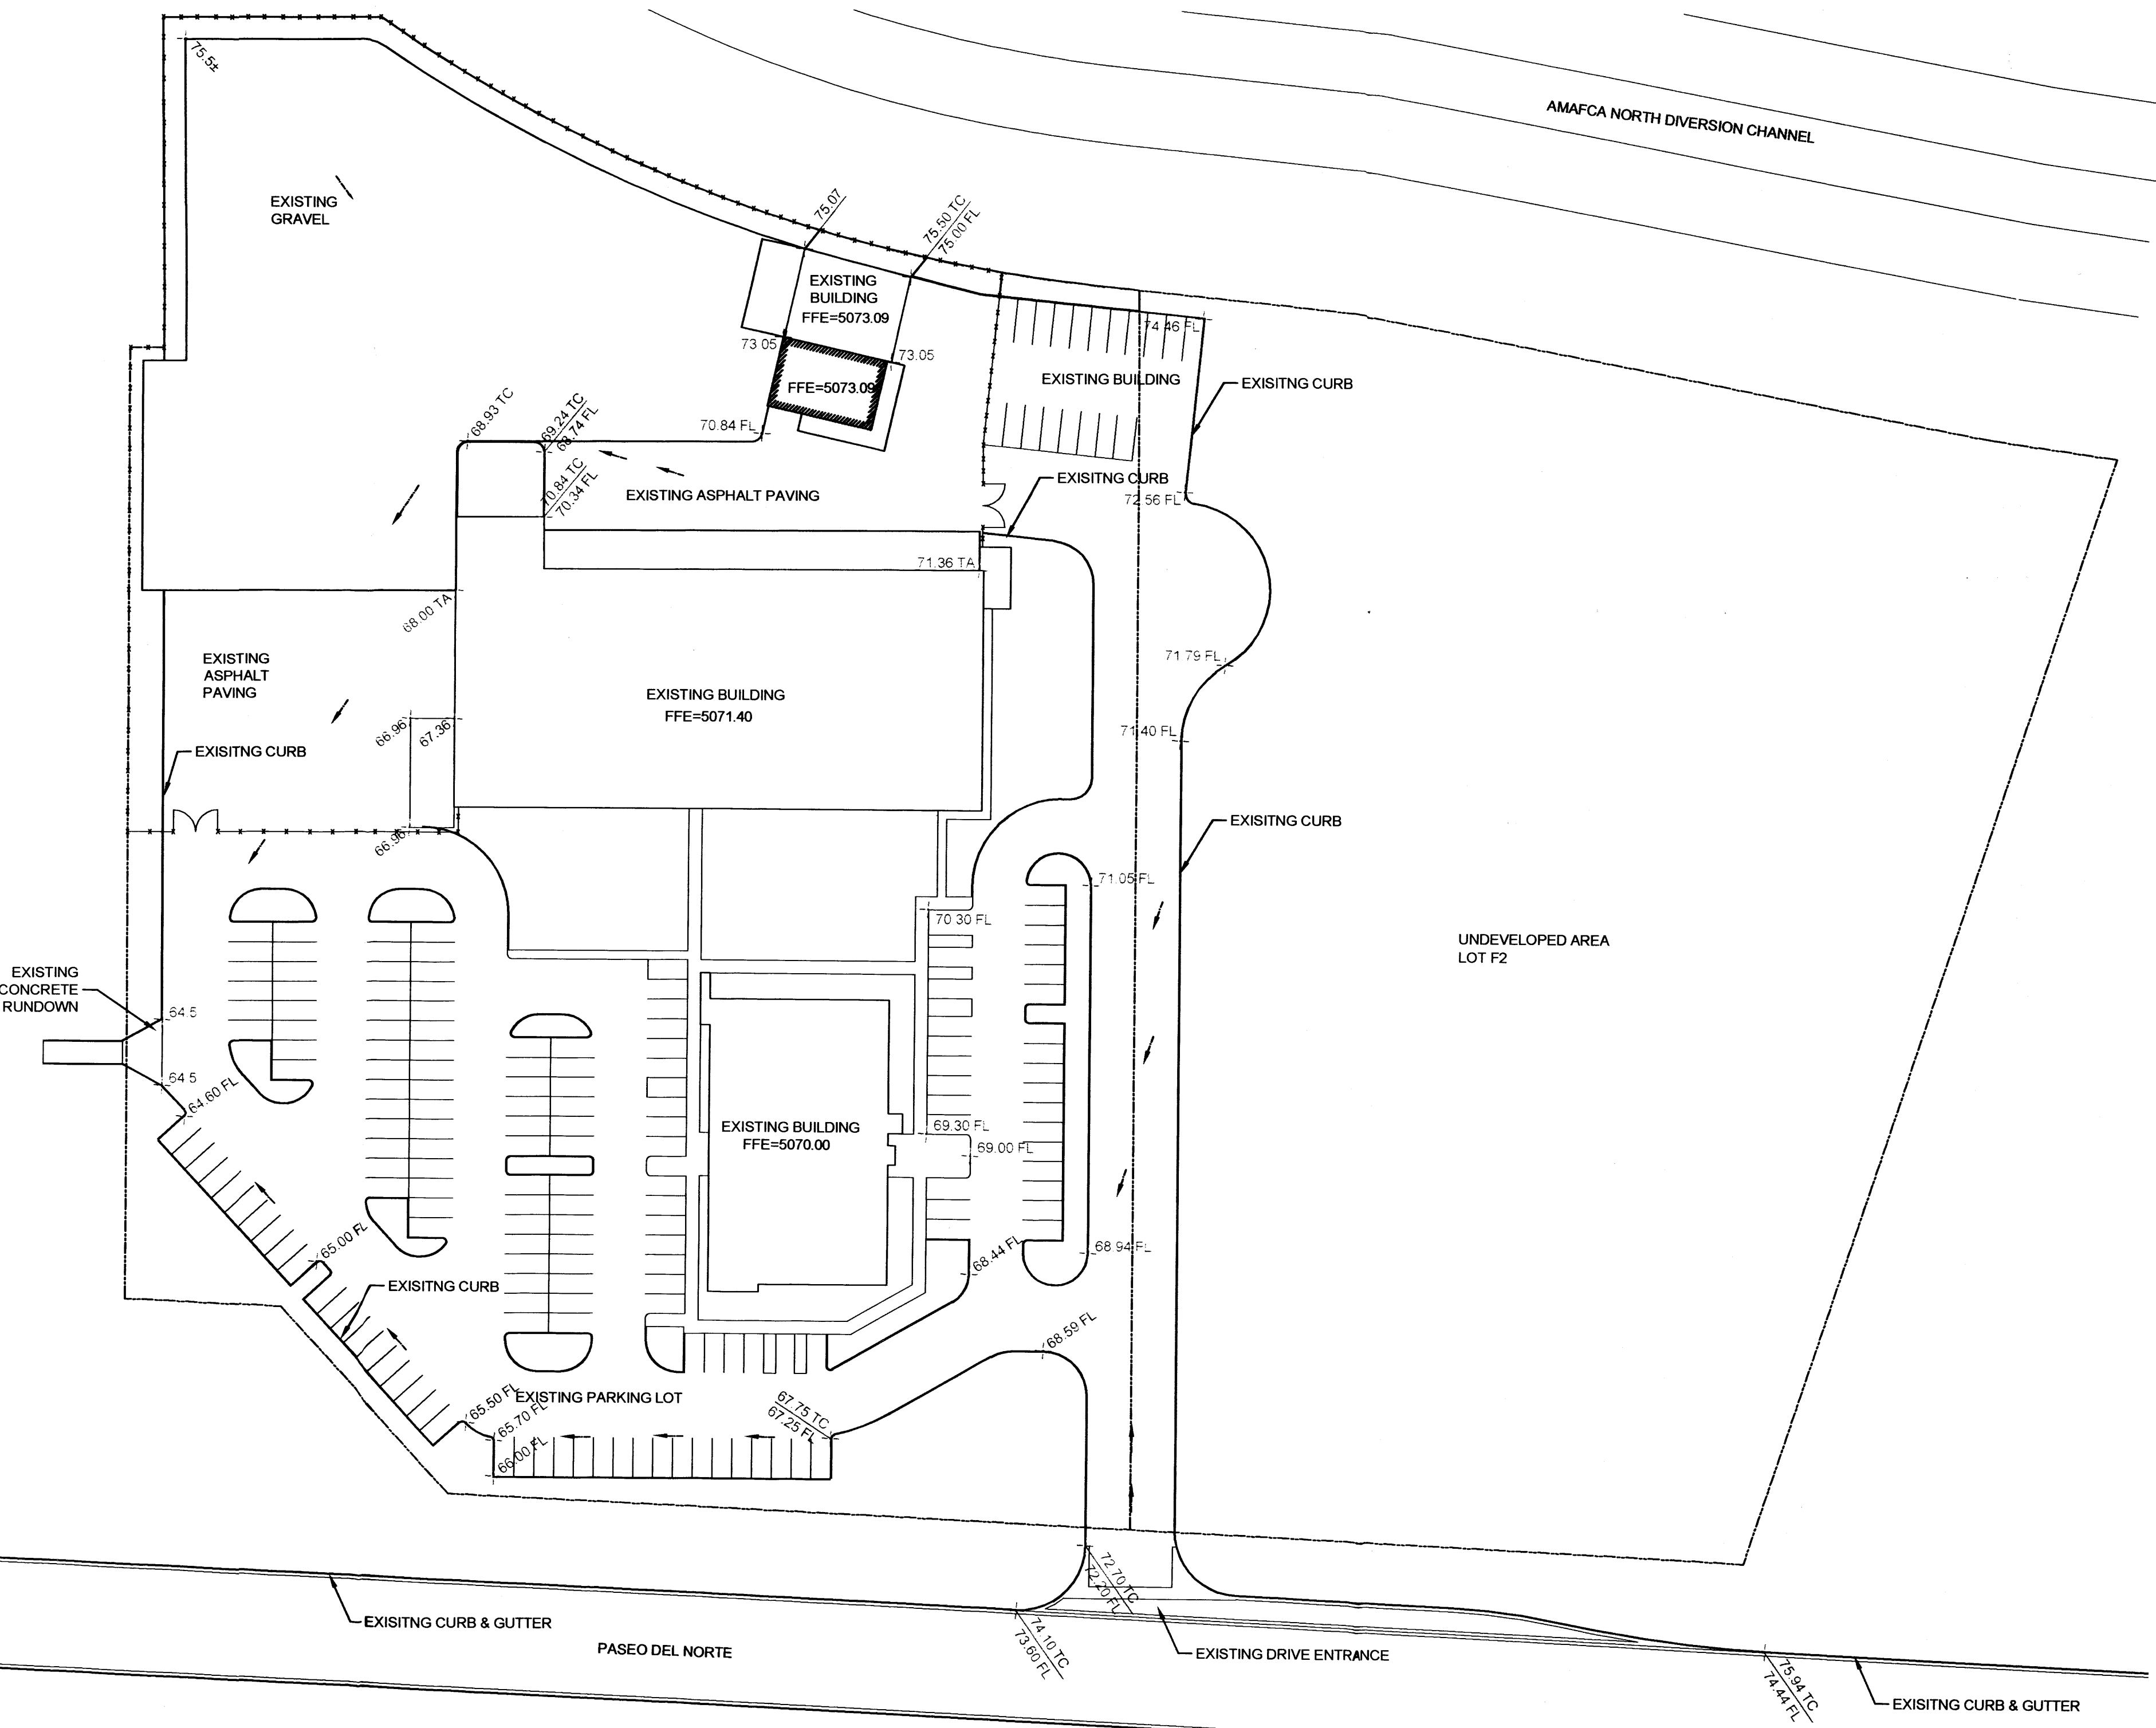 75.5±
AMAFCA NORTH DIVERSION CHANNEL
EXISTING
GRAVEL
75.07
75.50 TC
75.00 FL
EXISTING
BUILDING
FFE=5073.09
74.46 FL
73.05
73.05
FFE=5073.09
EXISTING BUILDING
EXISITNG CURB
68.93 TC
69.24 TC
68.74 FL
70.84 FL
EXISITNG CURB
70.84 TC
70.34 FL
EXISTING ASPHALT PAVING
72.56 FL
71.36 TA
68.00 TA
EXISTING
ASPHALT
PAVING
71.79 FL
EXISTING BUILDING
FFE=5071.40
66.96
67.36
71.40 FL
EXISITNG CURB
EXISITNG CURB
66.96
71.05 FL
70.30 FL
UNDEVELOPED AREA
LOT F2
EXISTING
CONCRETE
RUNDOWN
64.5
64.5
64.60 FL
EXISTING BUILDING
FFE=5070.00
69.30 FL
69.00 FL
65.00 FL
68.44 FL
68.94 FL
EXISITNG CURB
68.59 FL
65.50 FL
EXISTING PARKING LOT
65.70 FL
67.75 TC
67.25 FL
66.00 FL
72.70 TC
72.20 FL
EXISITNG CURB & GUTTER
74.10 TC
73.60 FL
PASEO DEL NORTE
EXISTING DRIVE ENTRANCE
75.94 TC
74.44 FL
EXISITNG CURB & GUTTER